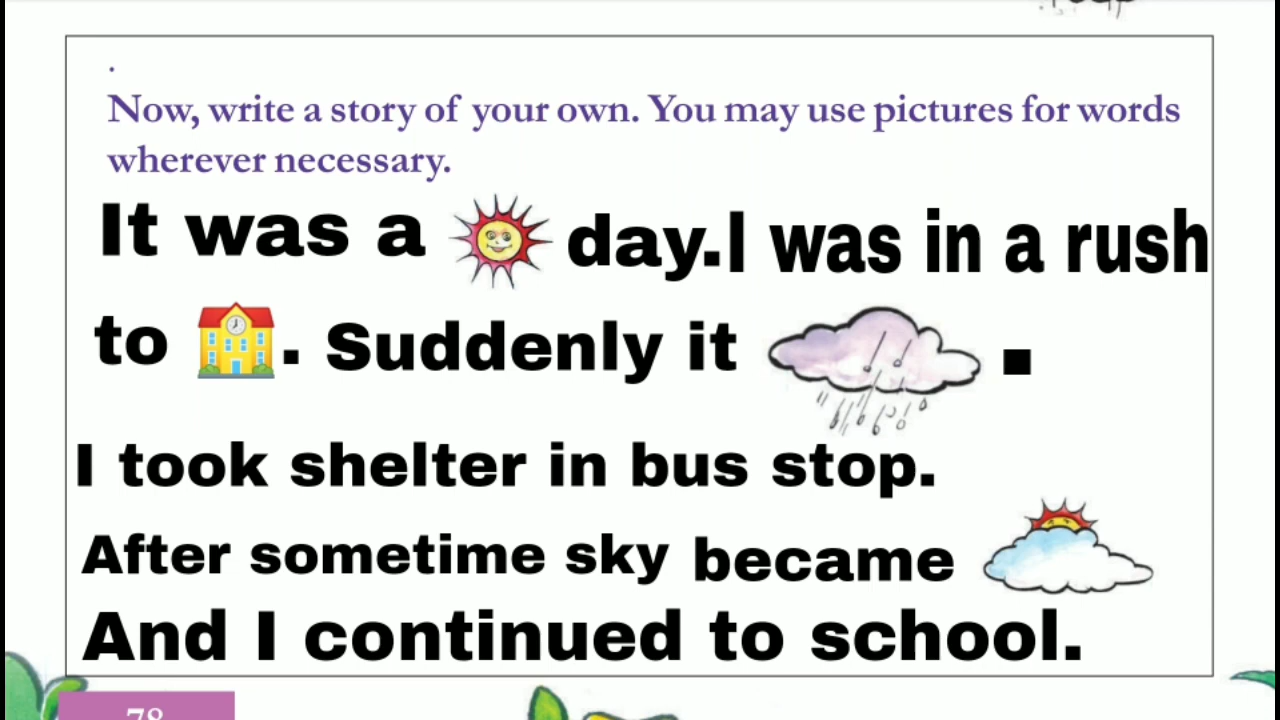 .
Now, write a story of your own. You may use pictures for words
wherever necessary.
It was a day.I was in a rush
to . Suddenly it .
I took shelter in bus stop.
After sometime sky became
And I continued to school.
78